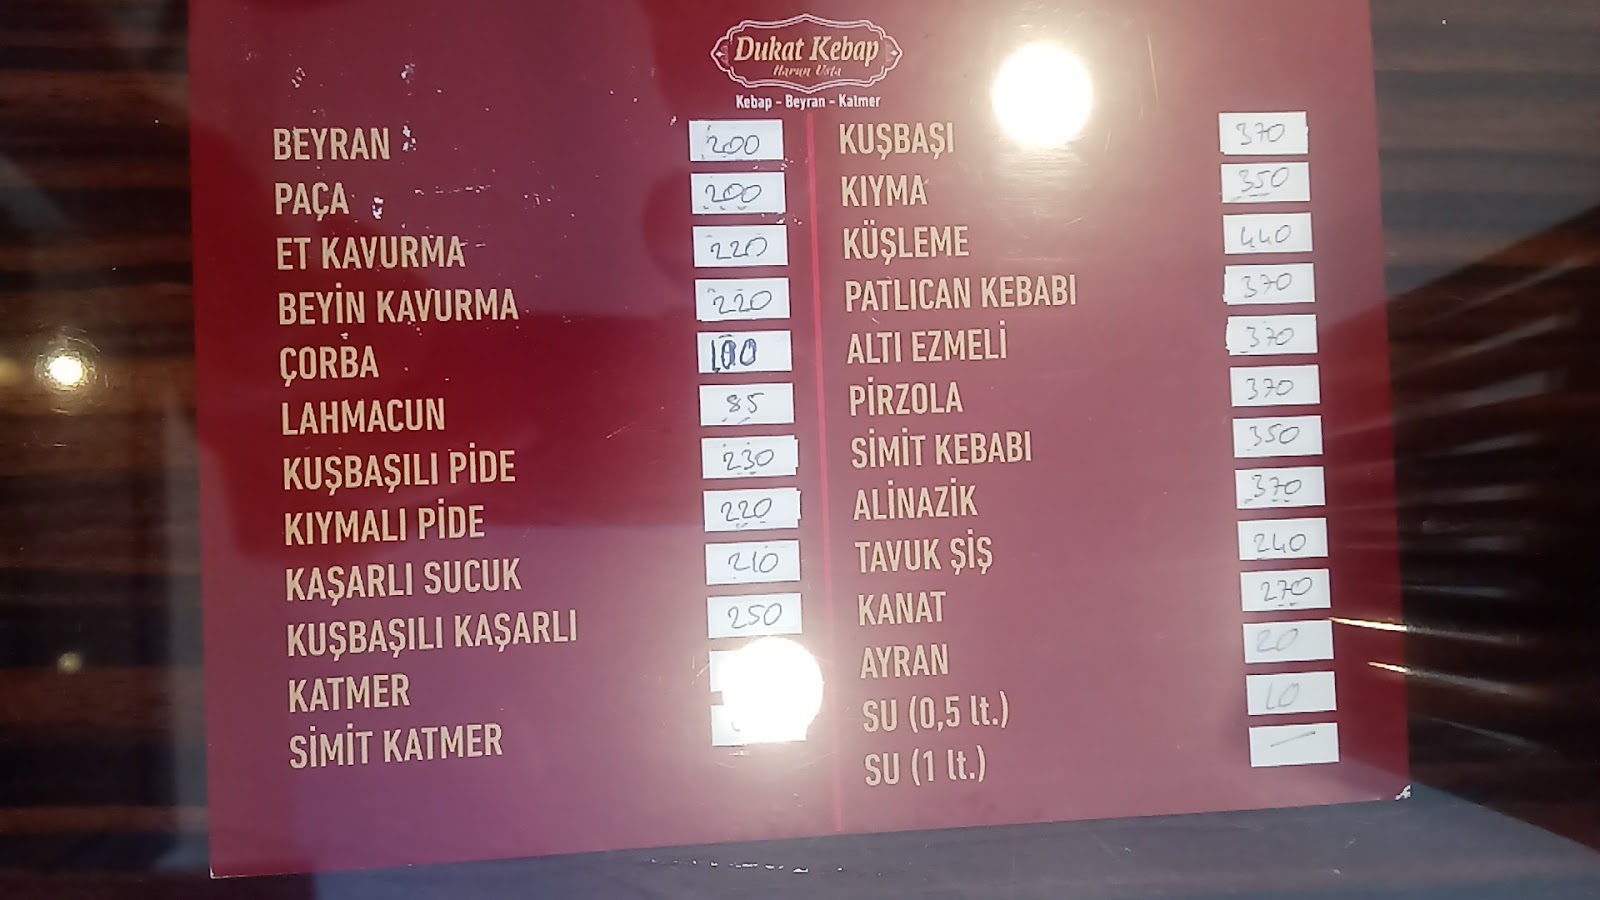 Dukat Kebap
Harun Usta
Kebap - Beyran - Katmer
BEYRAN 200
PAÇA 200
ET KAVURMA 220
BEYİN KAVURMA 220
ÇORBA 100
LAHMACUN 85
KUŞBAŞILI PİDE 230
KIYMALI PİDE 220
KAŞARLI SUCUK 210
KUŞBAŞILI KAŞARLI 250
KATMER
SİMİT KATMER
KUŞBAŞI 370
KIYMA 350
KÜŞLEME 440
PATLICAN KEBABI 370
ALTI EZMELİ 370
PİRZOLA 370
SİMİT KEBABI 350
ALİNAZİK 370
TAVUK ŞİŞ 240
KANAT 270
AYRAN 20
SU (0,5 lt.) 10
SU (1 lt.) —